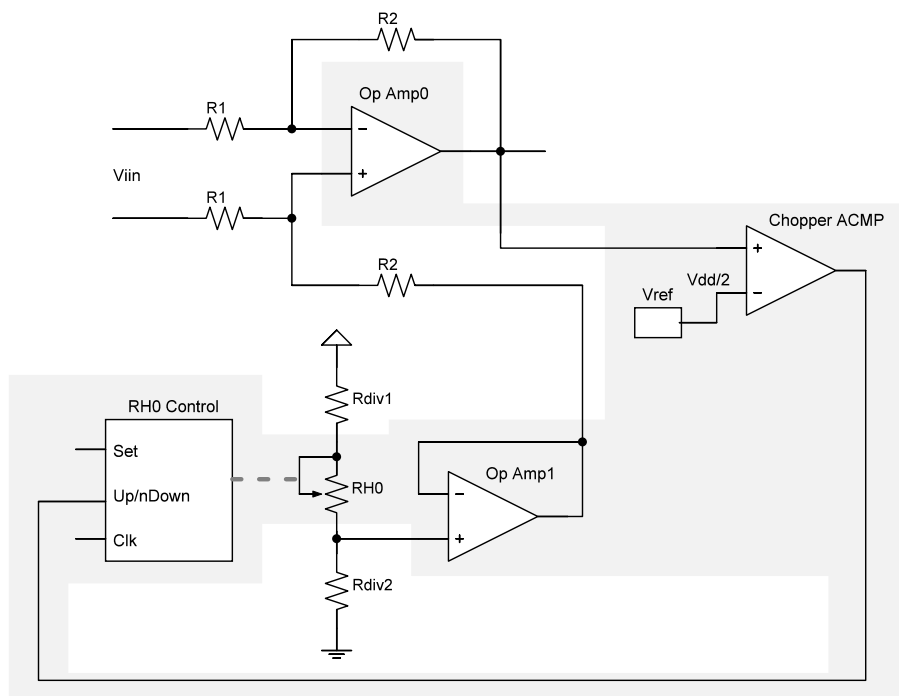 R2
Op Amp0
R1
−
Viin
+
R1
Chopper ACMP
+
R2
Vdd/2
Vref
−
Rdiv1
RH0 Control
Set
Up/nDown
Clk
RH0
Op Amp1
−
+
Rdiv2